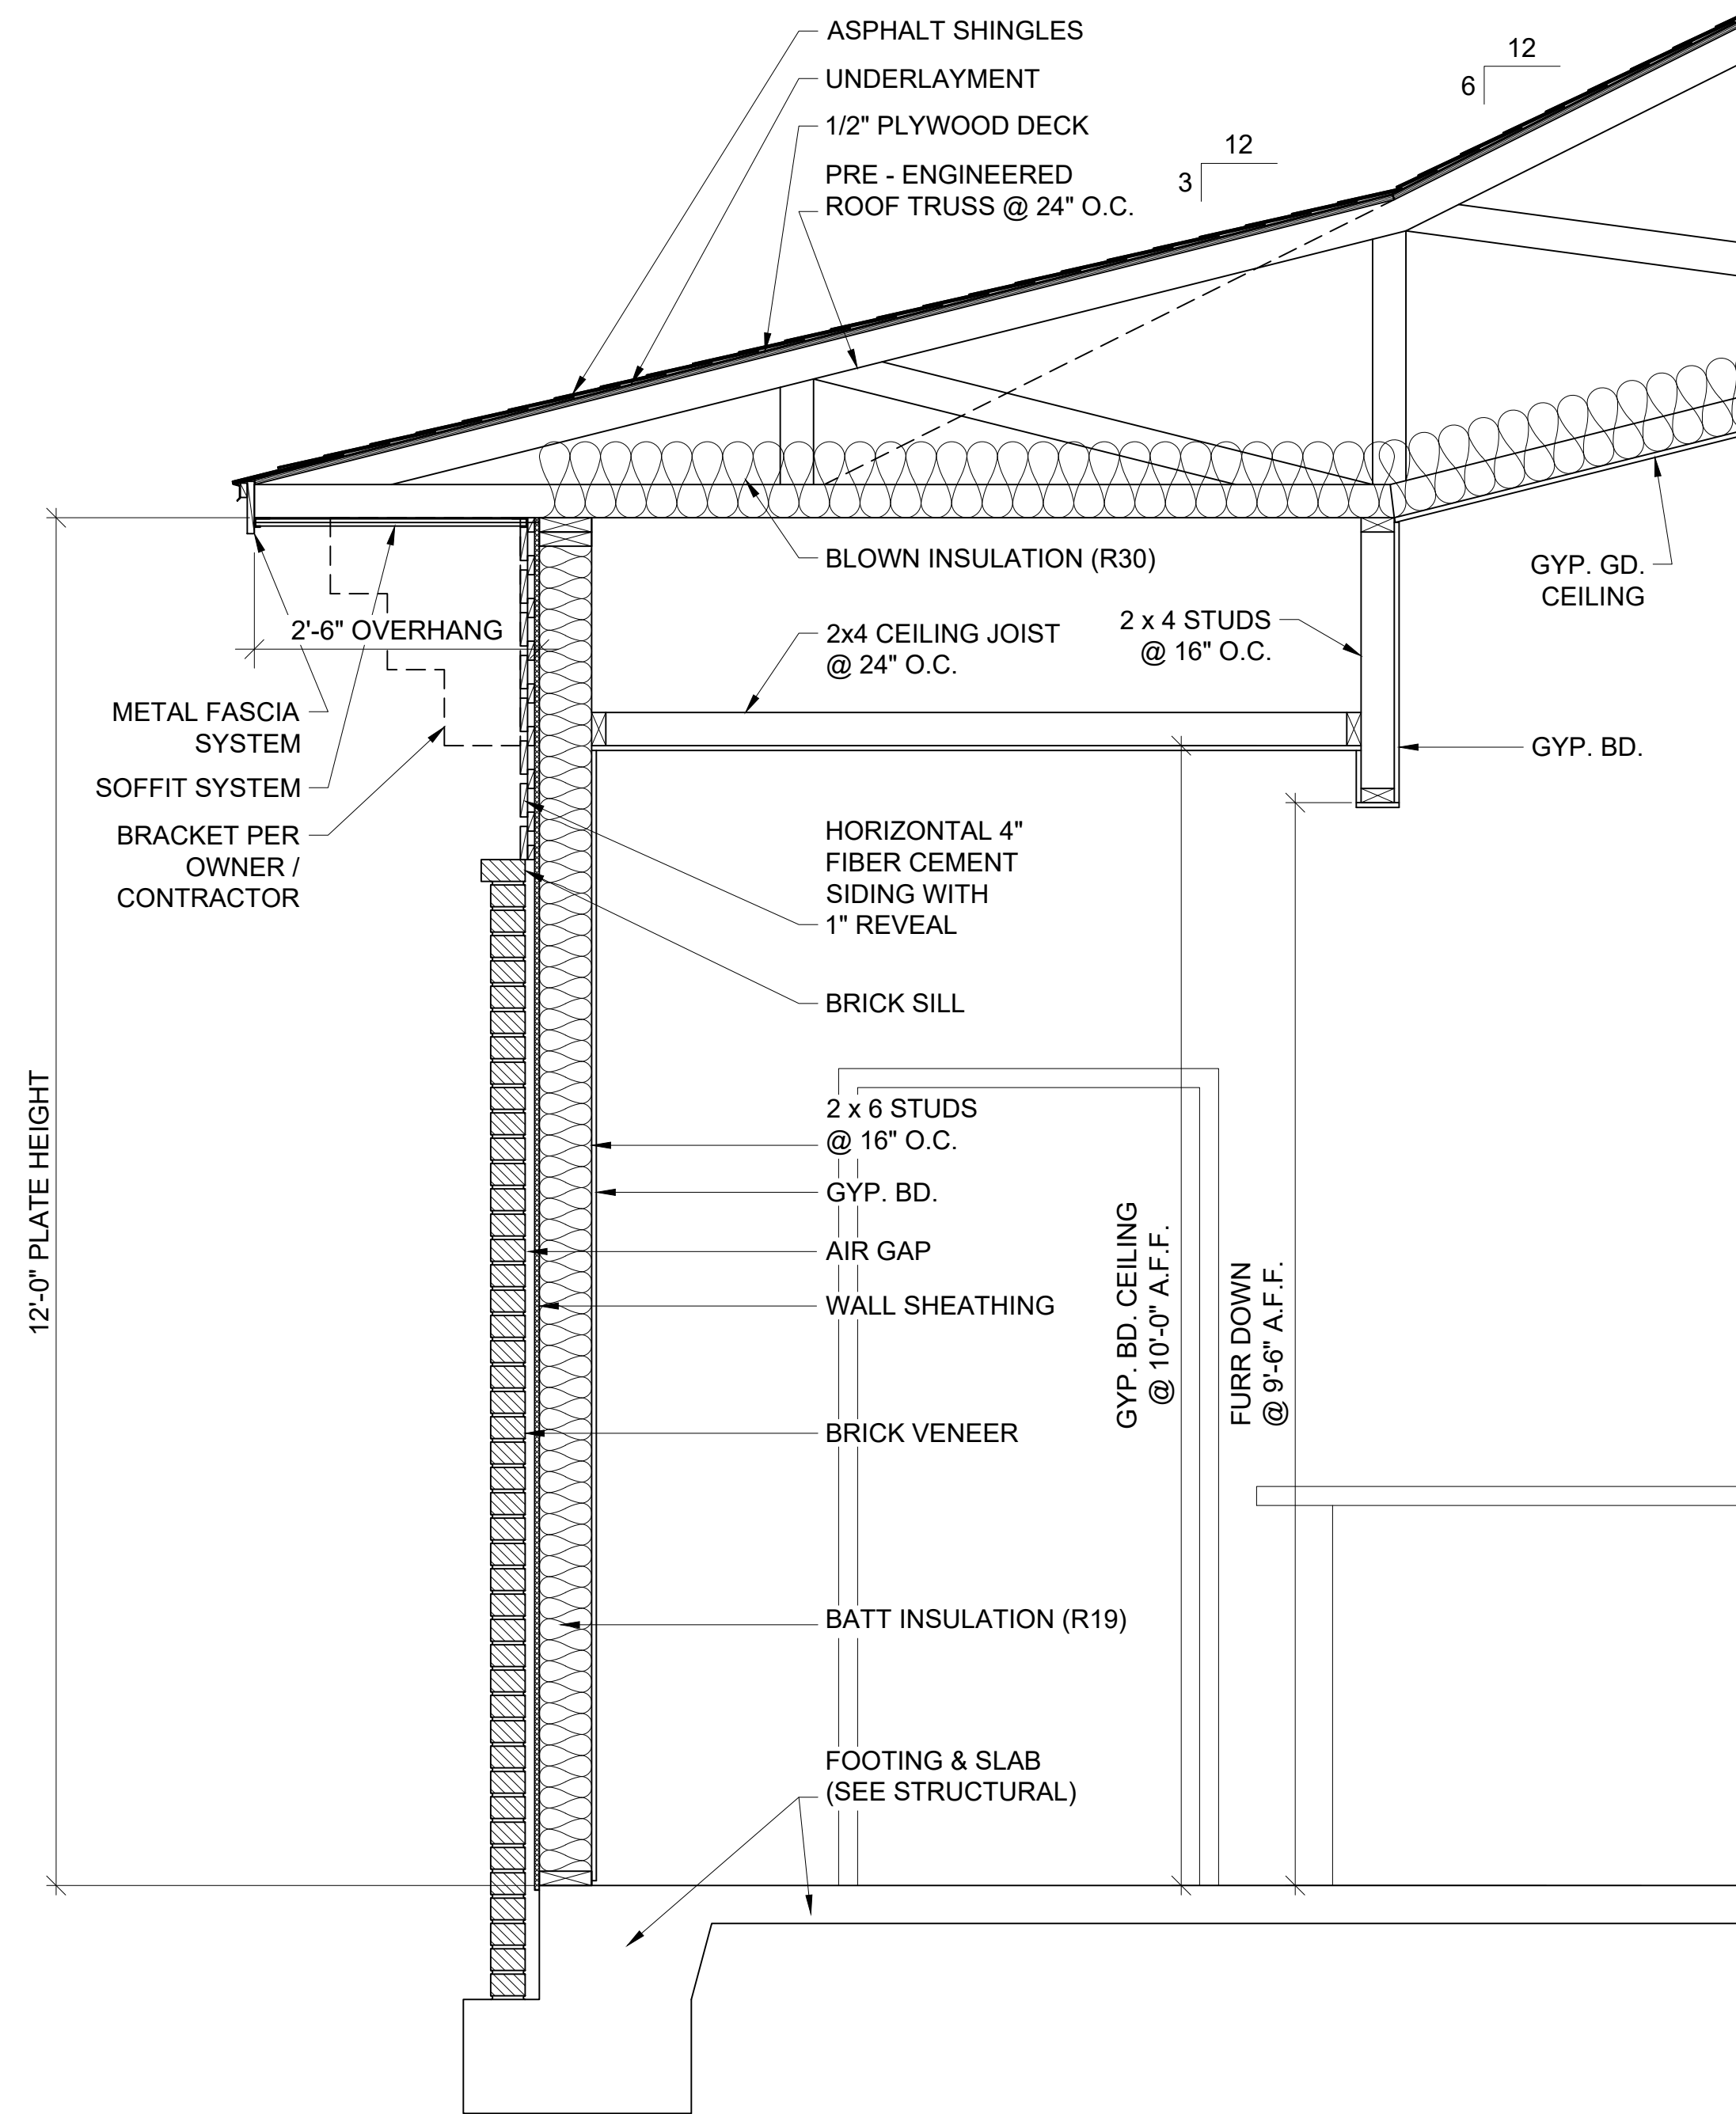 ASPHALT SHINGLES
UNDERLAYMENT
1/2" PLYWOOD DECK
PRE - ENGINEERED
ROOF TRUSS @ 24" O.C.
12
6
12
3
BLOWN INSULATION (R30)
GYP. GD.
CEILING
2'-6" OVERHANG
2x4 CEILING JOIST
@ 24" O.C.
2 x 4 STUDS
@ 16" O.C.
METAL FASCIA
SYSTEM
SOFFIT SYSTEM
BRACKET PER
OWNER /
CONTRACTOR
GYP. BD.
HORIZONTAL 4"
FIBER CEMENT
SIDING WITH
1" REVEAL
BRICK SILL
12'-0" PLATE HEIGHT
2 x 6 STUDS
@ 16" O.C.
GYP. BD.
AIR GAP
WALL SHEATHING
GYP. BD. CEILING
@ 10'-0" A.F.F.
FURR DOWN
@ 9'-6" A.F.F.
BRICK VENEER
BATT INSULATION (R19)
FOOTING & SLAB
(SEE STRUCTURAL)